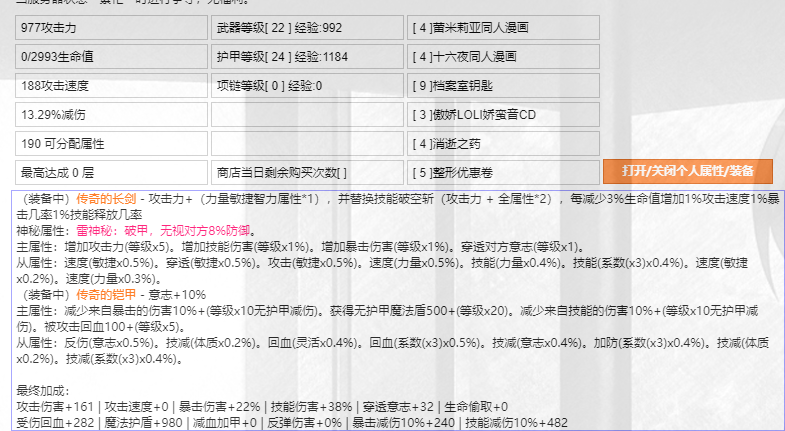 977攻击力 武器等级[ 22 ] 经验:992 [ 4 ]苗米莉亚同人漫画
0/2993生命值 护甲等级[ 24 ] 经验:1184 [ 4 ]十六夜同人漫画
188攻击速度 项链等级[ 0 ] 经验:0 [ 9 ]档案室钥匙
13.29%减伤 [ 3 ]傲娇LOLI娇蛮音CD
190 可分配属性 [ 4 ]消逝之药
最高达成 0 层 商店当日剩余购买次数[ ] [ 5 ]整形优惠卷 打开/关闭个人属性/装备
（装备中）传奇的长剑 - 攻击力+（力量敏捷智力属性*1），并替换技能破空斩（攻击力 + 全属性*2），每减少3%生命值增加1%攻击速度1%暴
击几率1%技能释放几率
神秘属性：雷神秘：破甲，无视对方8%防御。
主属性：增加攻击力(等级x5)。增加技能伤害(等级x1%)。增加暴击伤害(等级x1%)。穿透对方意志(等级x1)。
从属性：速度(敏捷x0.5%)。穿透(敏捷x0.5%)。攻击(敏捷x0.5%)。速度(力量x0.5%)。技能(力量x0.4%)。技能(系数(x3)x0.4%)。速度(敏捷
x0.2%)。速度(力量x0.3%)。
（装备中）传奇的铠甲 - 意志+10%
主属性：减少来自暴击的伤害10%+(等级x10无护甲减伤)。获得无护甲魔法盾500+(等级x20)。减少来自技能的伤害10%+(等级x10无护甲减
伤)。被攻击回血100+(等级x5)。
从属性：反伤(意志x0.5%)。技减(体质x0.2%)。回血(灵活x0.4%)。回血(系数(x3)x0.5%)。技减(意志x0.4%)。加防(系数(x3)x0.4%)。技减(体质
x0.2%)。技减(系数(x3)x0.4%)。
最终加成：
攻击伤害+161 | 攻击速度+0 | 暴击伤害+22% | 技能伤害+38% | 穿透意志+32 | 生命偷取+0
受伤回血+282 | 魔法护盾+980 | 减血加甲+0 | 反弹伤害+0% | 暴击减伤10%+240 | 技能减伤10%+482